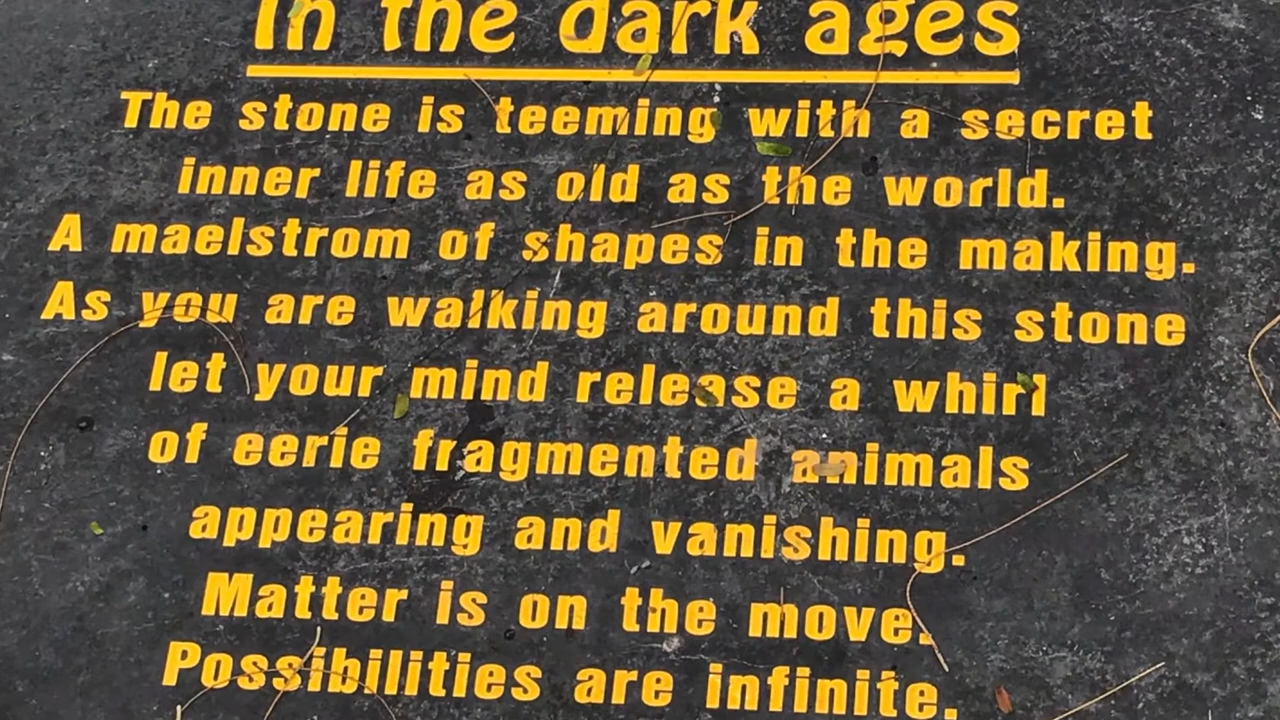 In the dark ages
The stone is teeming with a secret
inner life as old as the world.
A maelstrom of shapes in the making.
As you are walking around this stone
let your mind release a whirl
of eerie fragmented animals
appearing and vanishing.
Matter is on the move.
Possibilities are infinite.